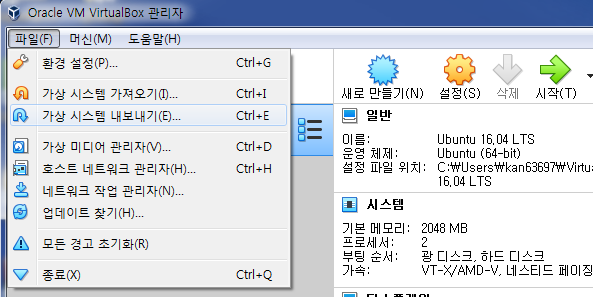 Oracle VM VirtualBox 관리자
파일(F) 머신(M) 도움말(H)
환경 설정(P)... Ctrl+G
가상 시스템 가져오기(I)... Ctrl+I
가상 시스템 내보내기(E)... Ctrl+E
가상 미디어 관리자(V)... Ctrl+D
호스트 네트워크 관리자(H)... Ctrl+H
네트워크 작업 관리자(N)...
업데이트 찾기(H)...
모든 경고 초기화(R)
종료(X) Ctrl+Q
새로 만들기(N) 설정(S) 삭제 시작(T)
일반
이름: Ubuntu 16,04 LTS
운영 체제: Ubuntu (64-bit)
설정 파일 위치: C:₩Users₩kan63697₩Virtu
16,04 LTS
시스템
기본 메모리: 2048 MB
프로세서: 2
부팅 순서: 광 디스크, 하드 디스크
가속: VT-x/AMD-V, 네스티드 페이징